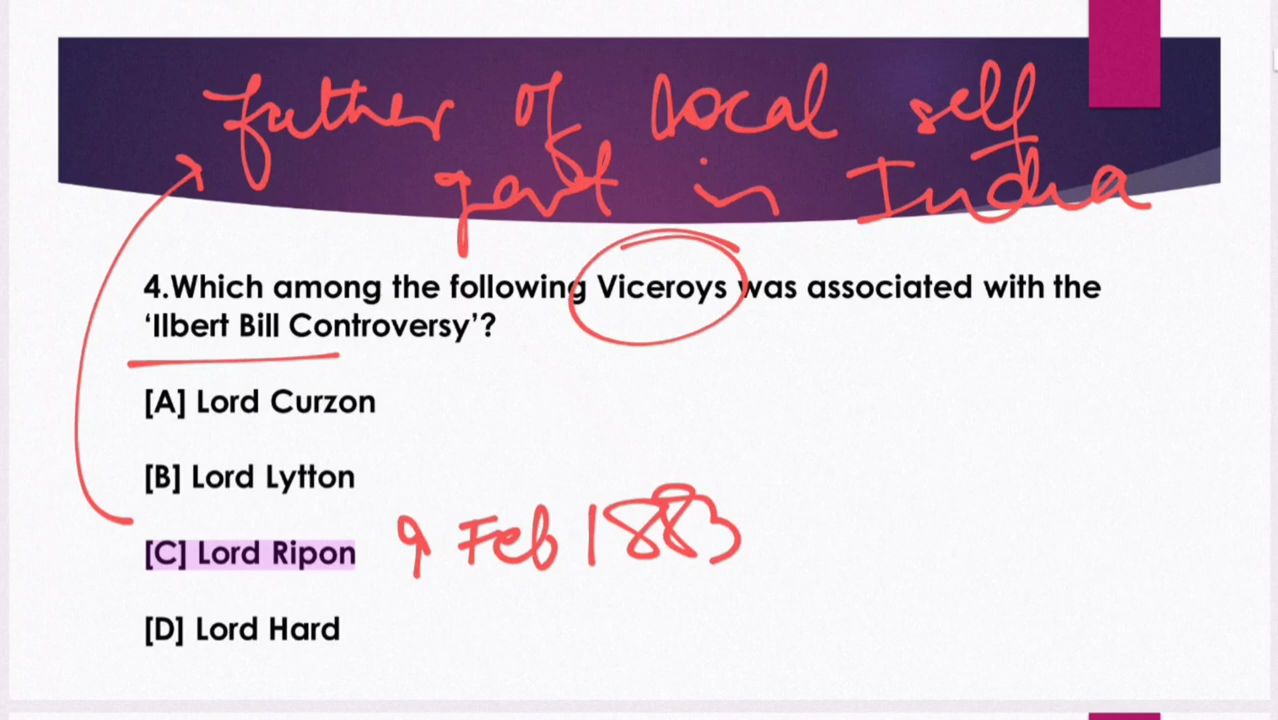 father of local self
govt in India
4.Which among the following Viceroys was associated with the
‘Ilbert Bill Controversy’?
[A] Lord Curzon
[B] Lord Lytton
[C] Lord Ripon 9 Feb 1883
[D] Lord Hard